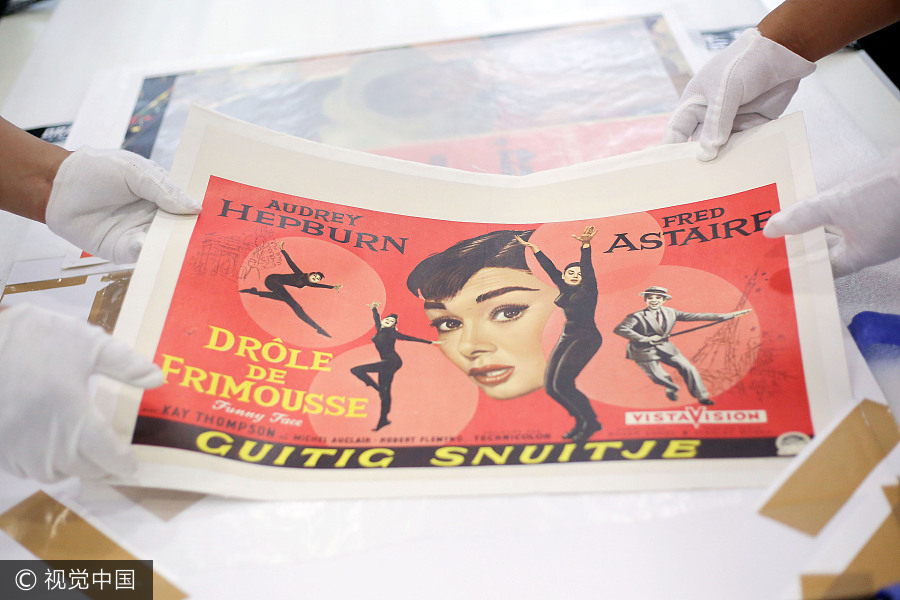 AUDREY
HEPBURN
FRED
ASTAIRE
DRÔLE
DE
FRIMOUSSE
Funny Face
KAY THOMPSON
MICHEL AUCLAIR - ROBERT FLEMYNG TECHNICOLOR
VISTAVISION
GUITIG SNUITJE
© 视觉中国